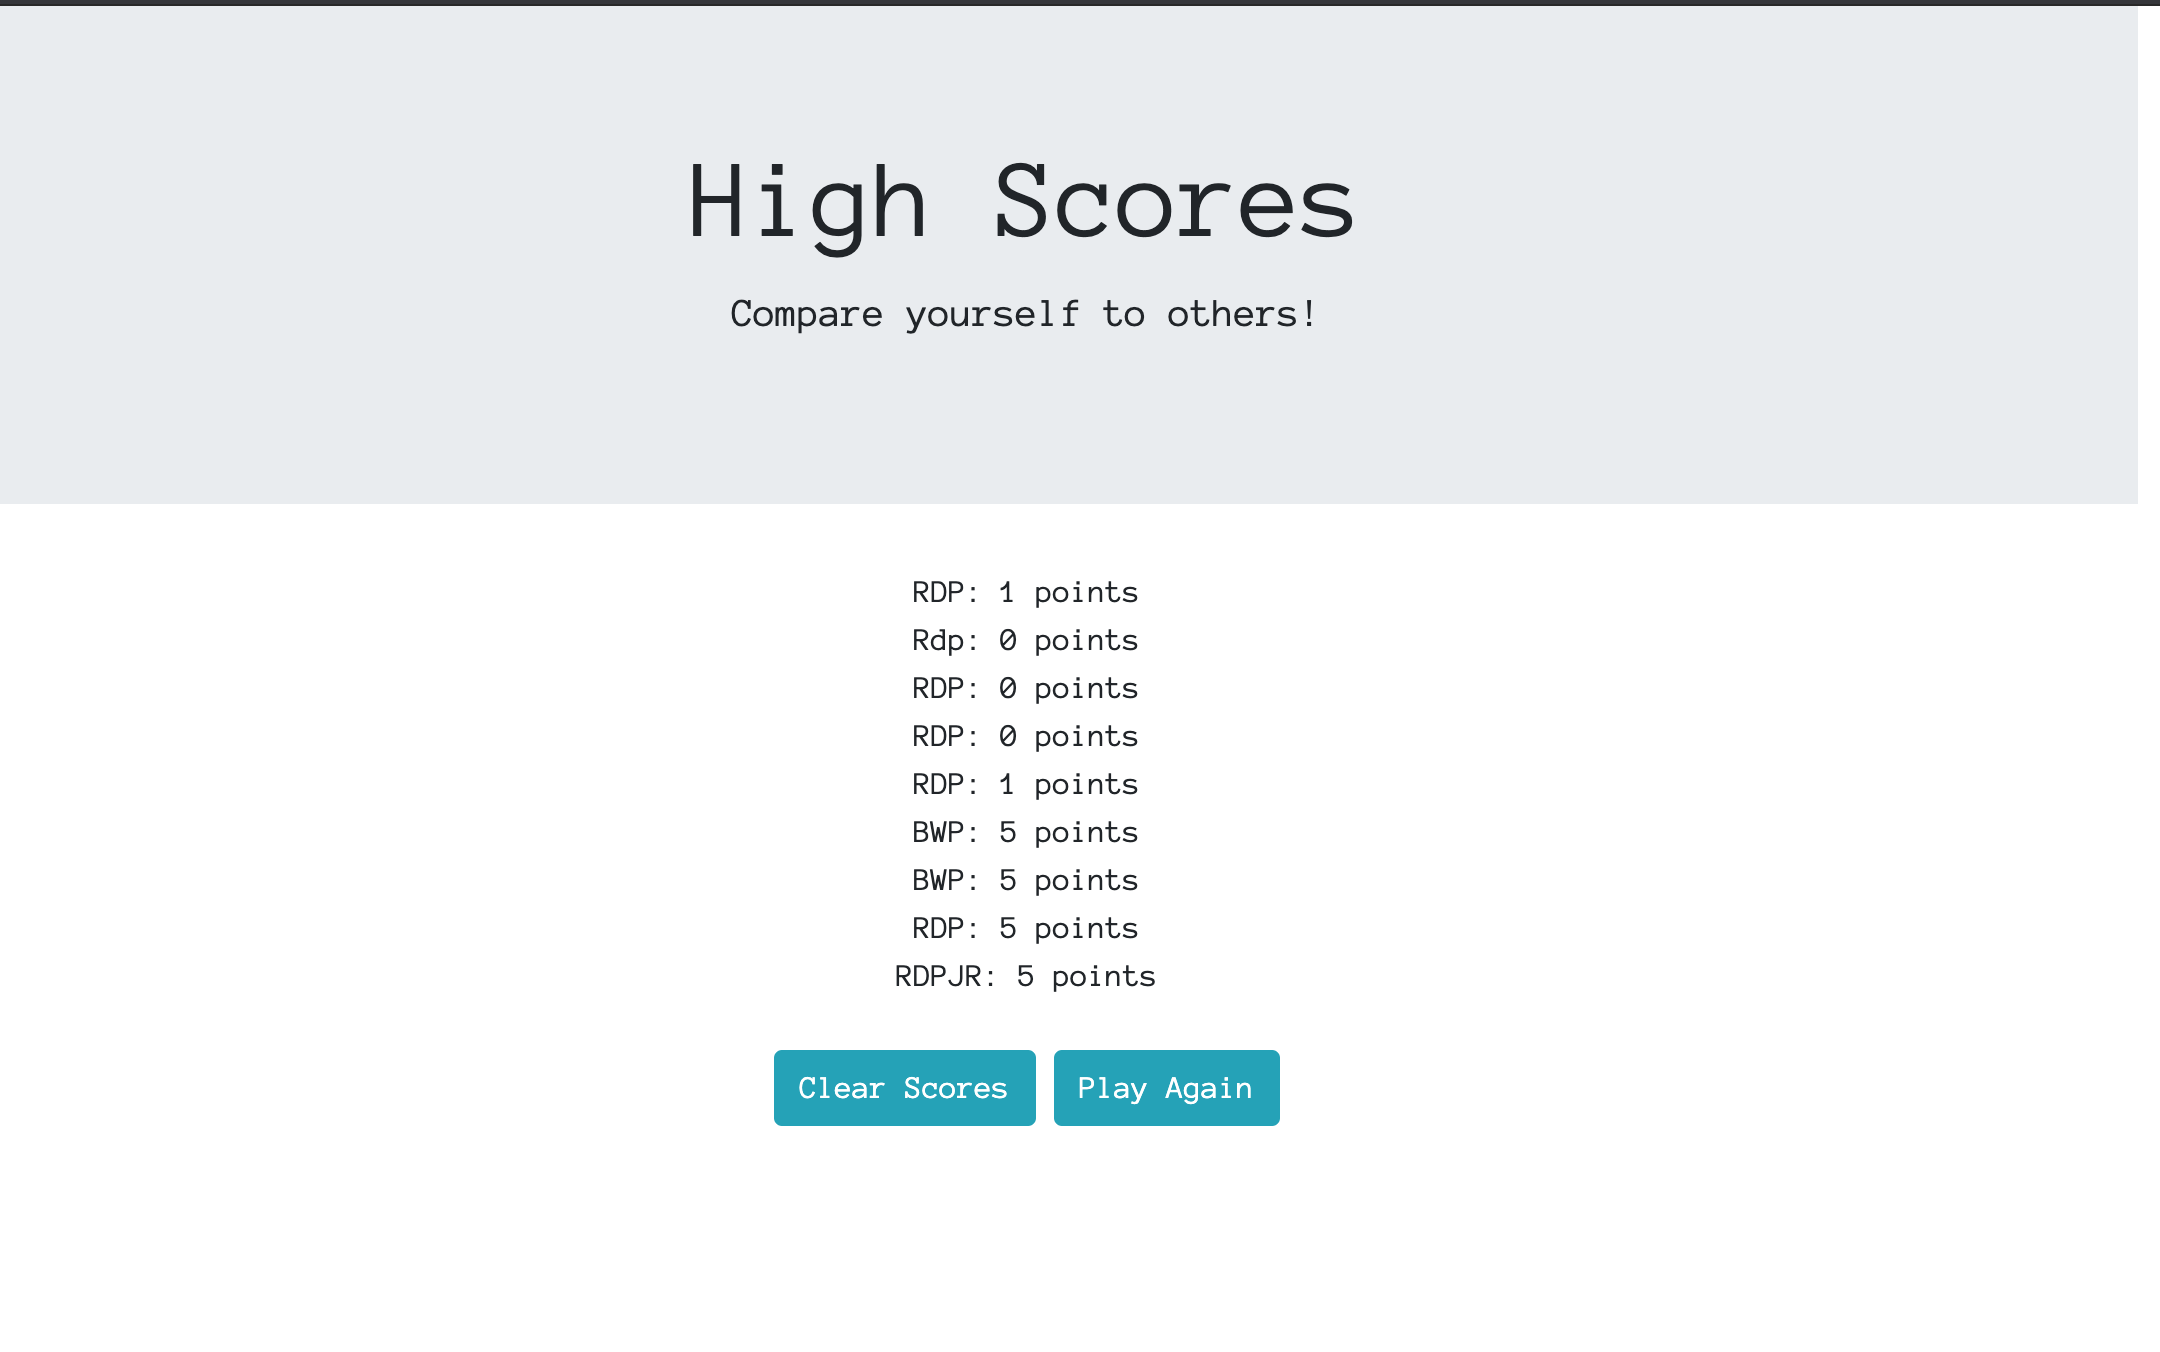 High Scores
Compare yourself to others!
RDP: 1 points
Rdp: 0 points
RDP: 0 points
RDP: 0 points
RDP: 1 points
BWP: 5 points
BWP: 5 points
RDP: 5 points
RDPJR: 5 points
Clear Scores Play Again